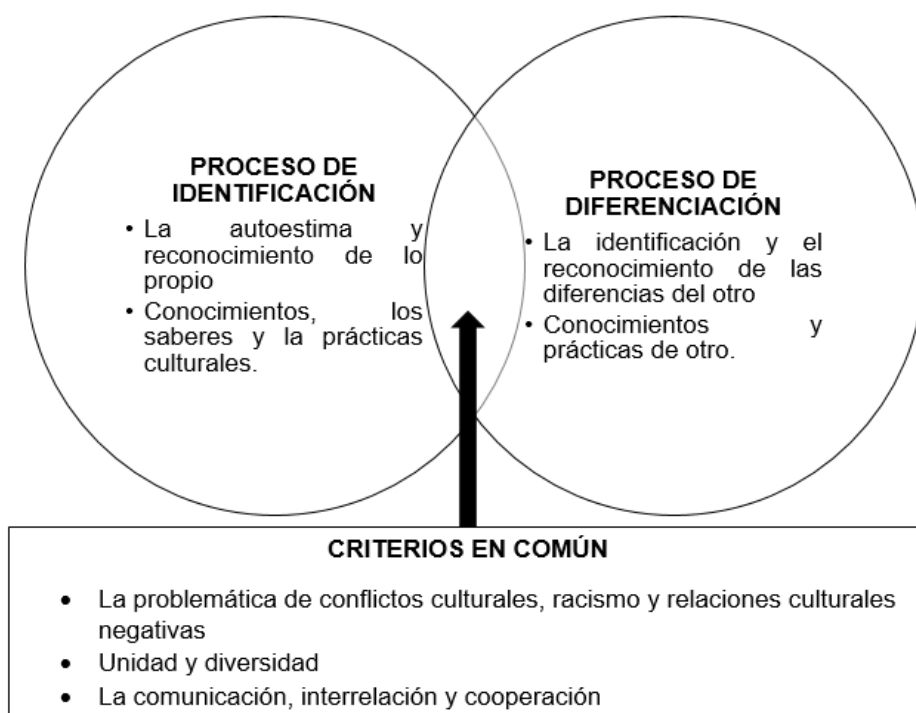 PROCESO DE
IDENTIFICACIÓN
• La autoestima y
reconocimiento de lo
propio
• Conocimientos, los
saberes y la prácticas
culturales.
PROCESO DE
DIFERENCIACIÓN
• La identificación y el
reconocimiento de las
diferencias del otro
• Conocimientos y
prácticas de otro.
CRITERIOS EN COMÚN
• La problemática de conflictos culturales, racismo y relaciones culturales
negativas
• Unidad y diversidad
• La comunicación, interrelación y cooperación